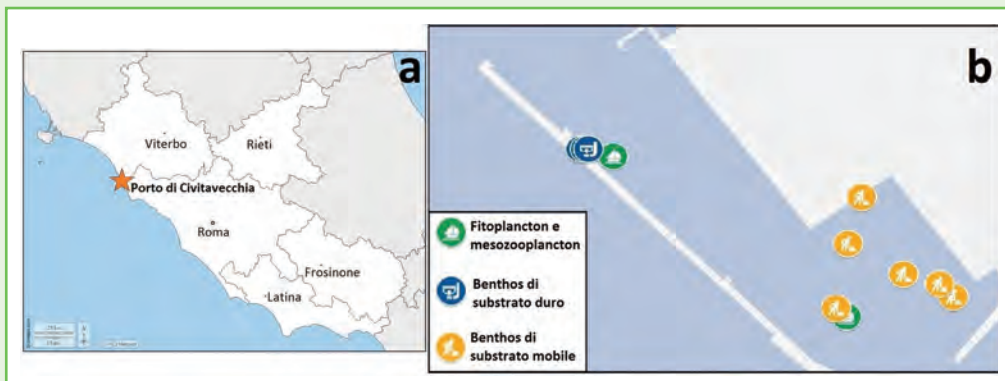 a
Viterbo
Rieti
Porto di Civitavecchia
Roma
Frosinone
Latina
b
Fitoplancton e
mesozooplancton
Benthos di
substrato duro
Benthos di
substrato mobile